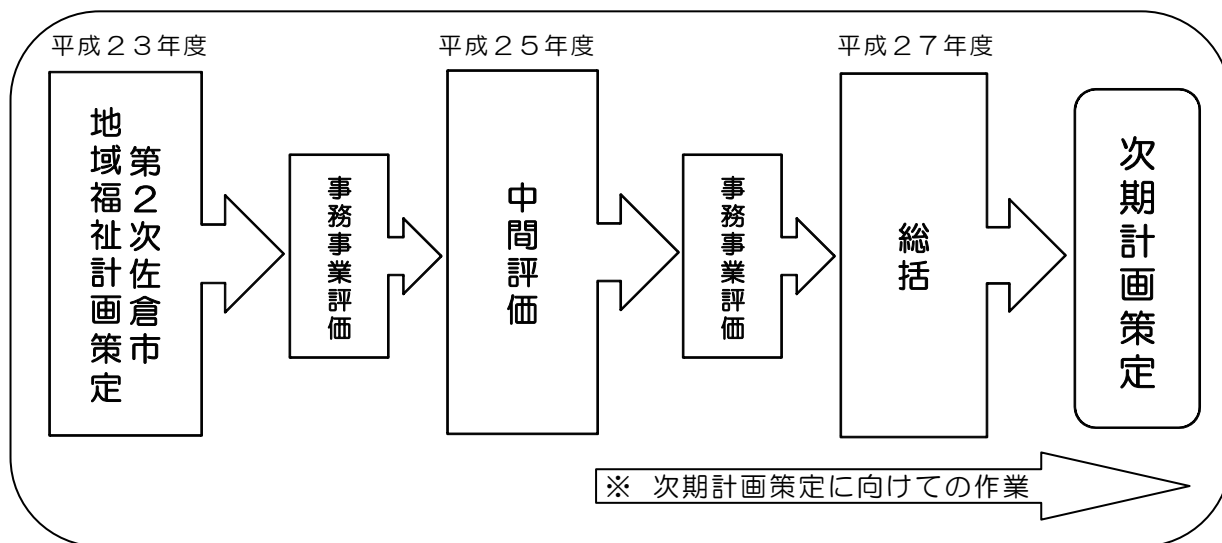 平成２３年度
平成２５年度
平成２７年度
第２次佐倉市
地域福祉計画策定
事務事業評価
中間評価
事務事業評価
総括
次期計画策定
※ 次期計画策定に向けての作業